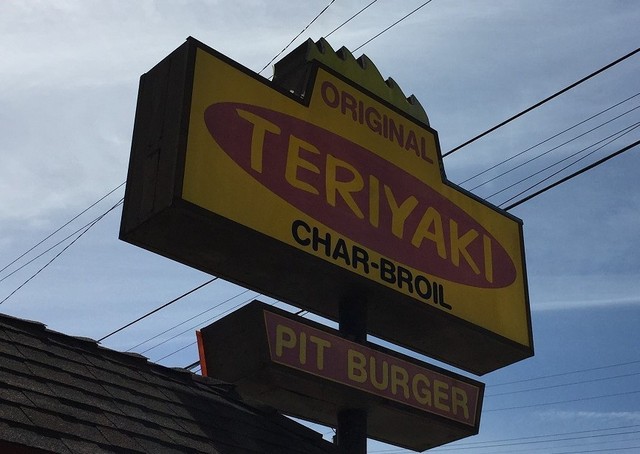 ORIGINAL
TERIYAKI
CHAR-BROIL
PIT BURGER